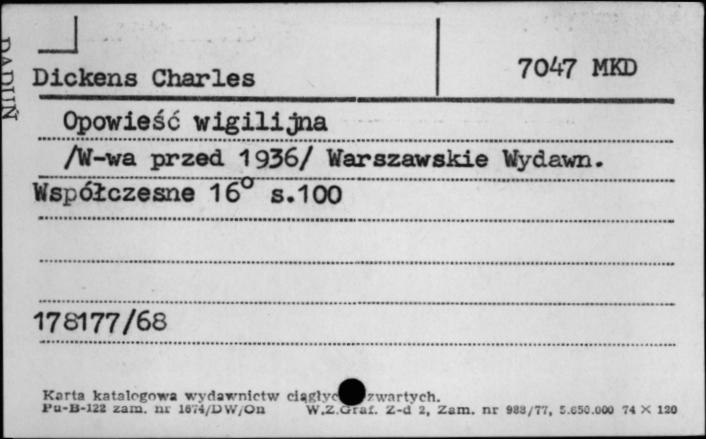 7047 MKD
Dickens Charles
Opowieść wigilijna
/W-wa przed 1936/ Warszawskie Wydawn.
Współczesne 16° s.100
178177/68
Karta katalogowa wydawnictw ciągłyc zwartych.
Pu-B-122 zam. nr 1674/DW/On W.Z.Graf. Z-d 2, Zam. nr 988/77, 5.650.000 74 × 120